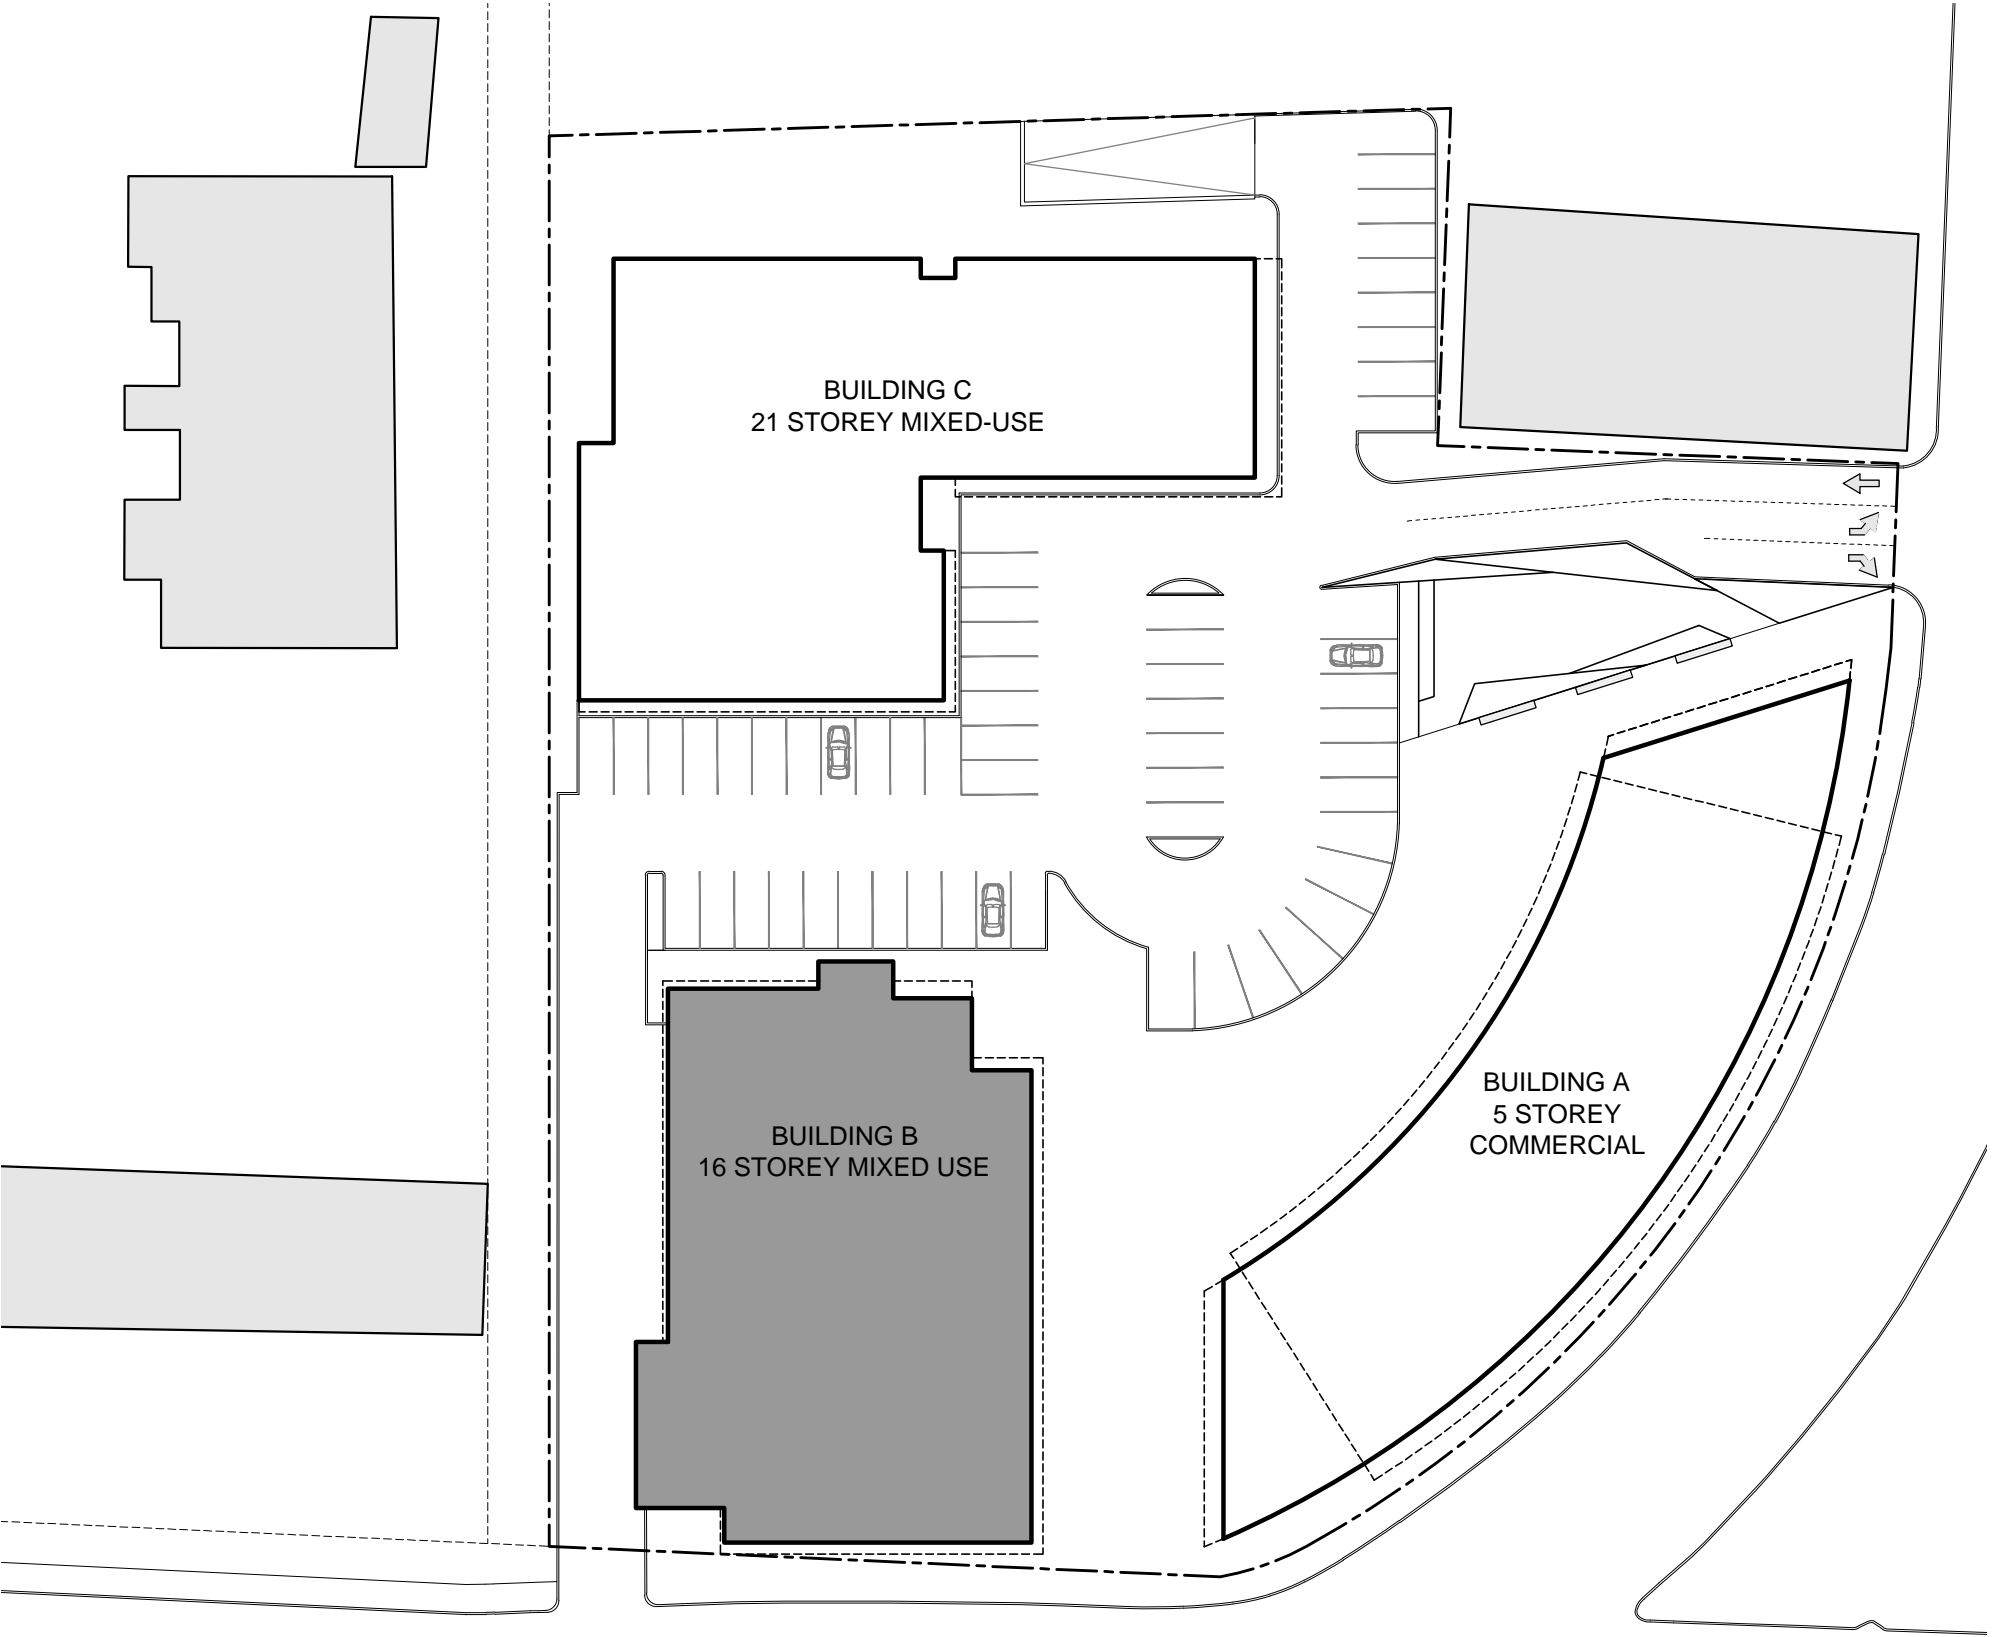 BUILDING C
21 STOREY MIXED-USE
BUILDING A
5 STOREY
COMMERCIAL
BUILDING B
16 STOREY MIXED USE